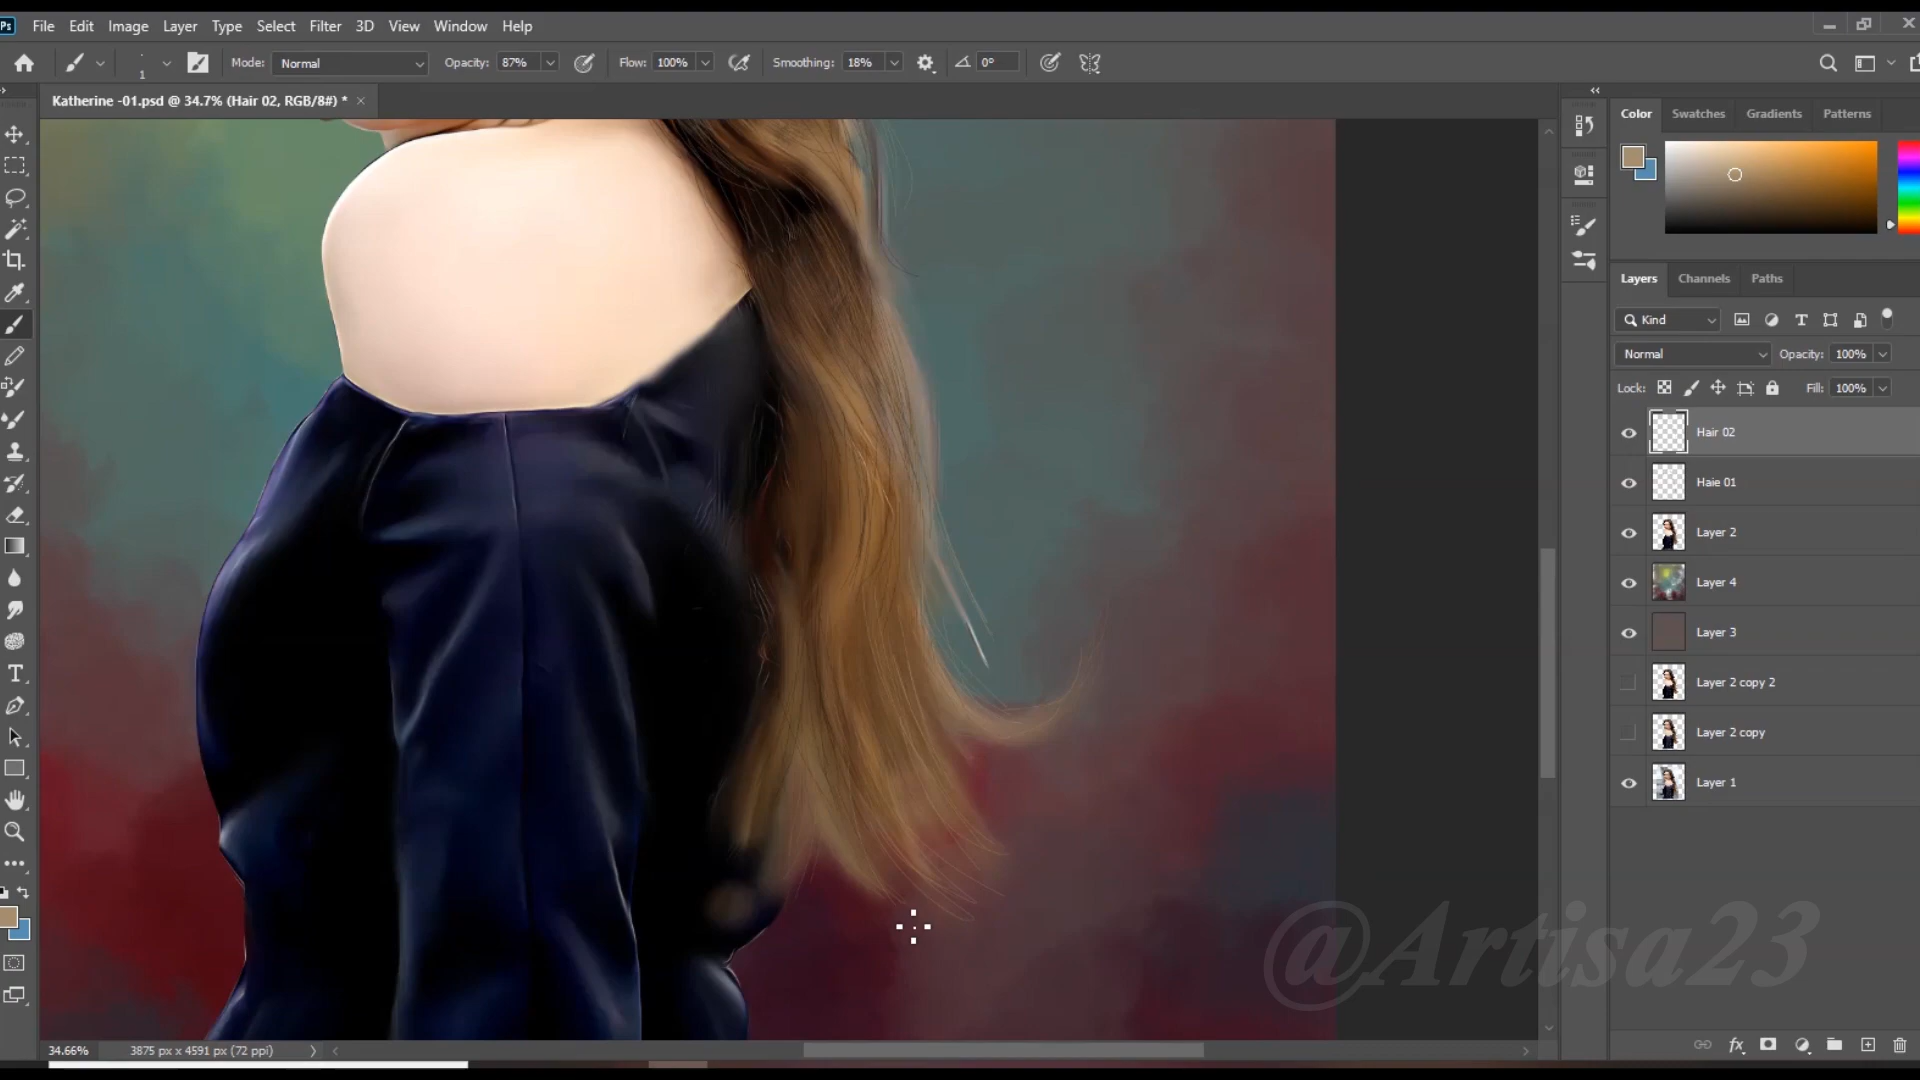 Ps File Edit Image Layer Type Select Filter 3D View Window Help
1 Mode: Normal Opacity: 87% Flow: 100% Smoothing: 18% 0°
Katherine -01.psd @ 34.7% (Hair 02, RGB/8#) * ×
Color Swatches Gradients Patterns
Layers Channels Paths
Kind
Normal Opacity: 100%
Lock: Fill: 100%
Hair 02
Haie 01
Layer 2
Layer 4
Layer 3
Layer 2 copy 2
Layer 2 copy
Layer 1
@Artisa23
34.66% 3875 px x 4591 px (72 ppi)